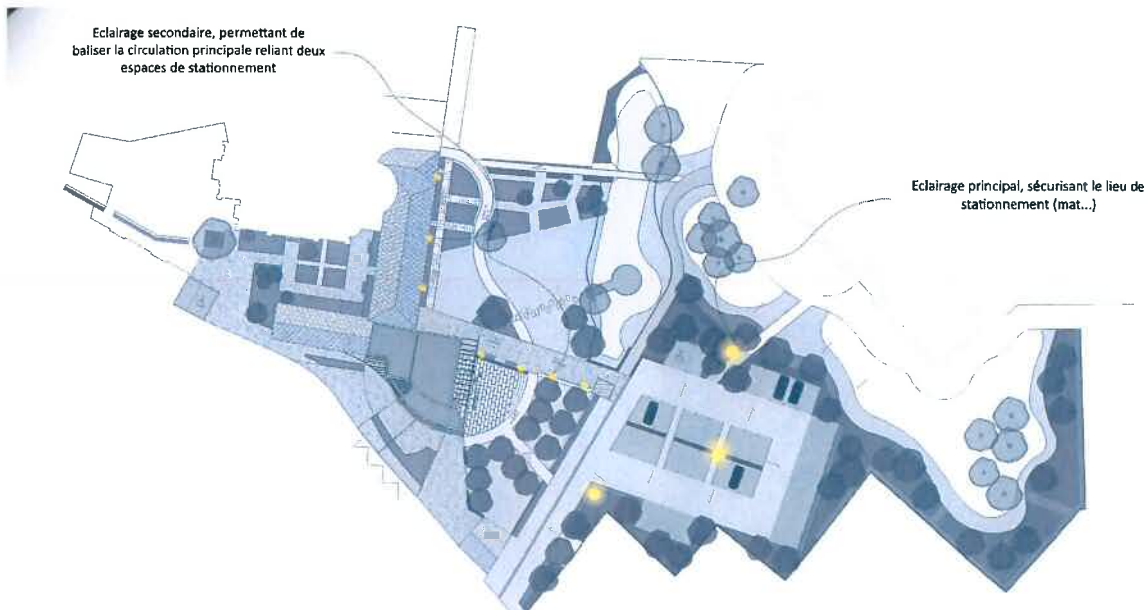 Eclairage secondaire, permettant de
baliser la circulation principale reliant deux
espaces de stationnement
Eclairage principal, sécurisant le lieu de
stationnement (mat...)